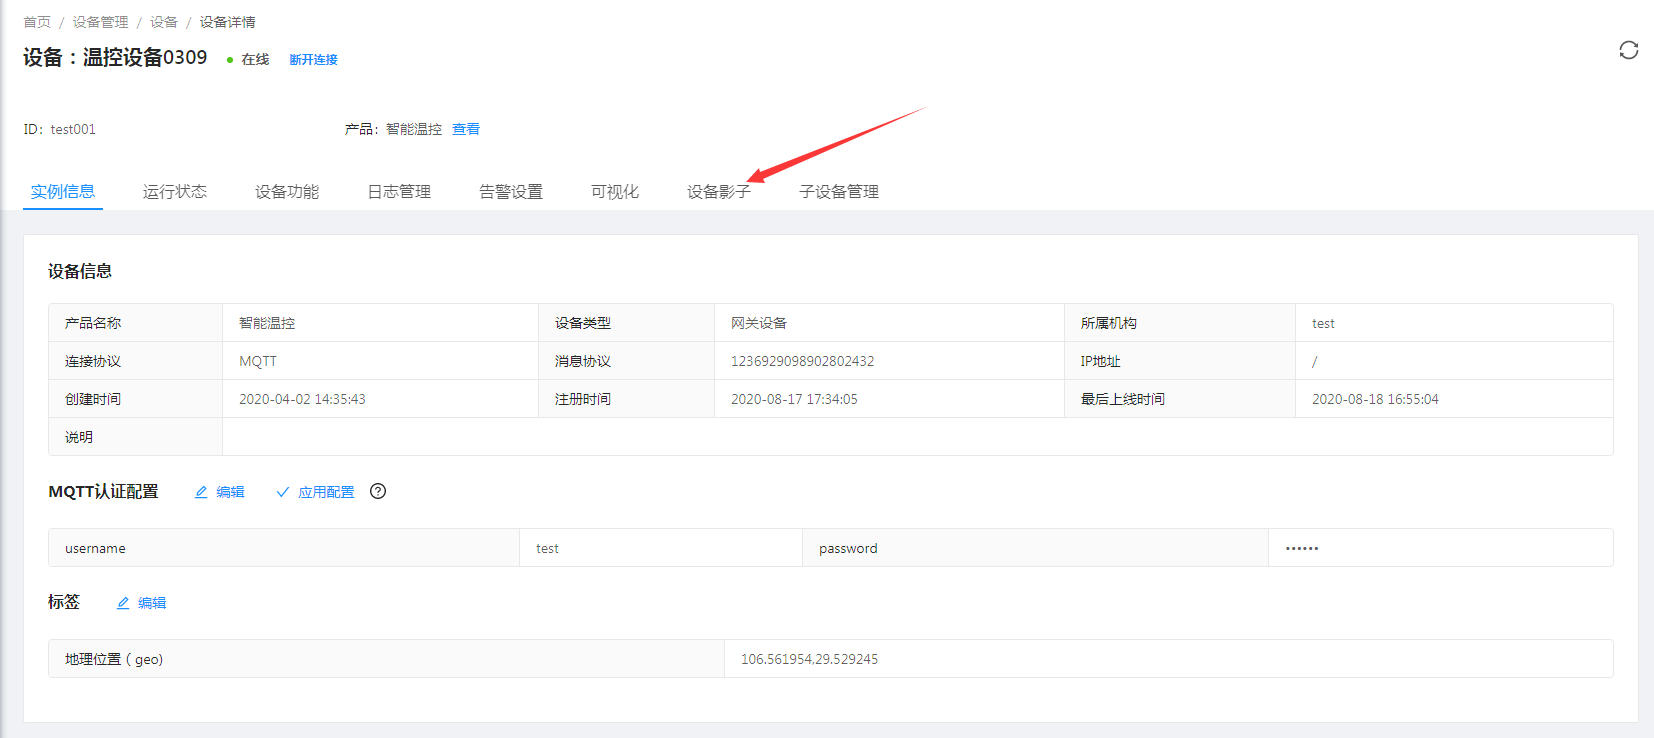 首页 / 设备管理 / 设备 / 设备详情
设备：温控设备0309 在线 断开连接
ID: test001 产品: 智能温控 查看
实例信息 运行状态 设备功能 日志管理 告警设置 可视化 设备影子 子设备管理
设备信息
产品名称 智能温控 设备类型 网关设备 所属机构 test
连接协议 MQTT 消息协议 1236929098902802432 IP地址 /
创建时间 2020-04-02 14:35:43 注册时间 2020-08-17 17:34:05 最后上线时间 2020-08-18 16:55:04
说明
MQTT认证配置 编辑 应用配置 ?
username test password ••••••
标签 编辑
地理位置（geo) 106.561954,29.529245